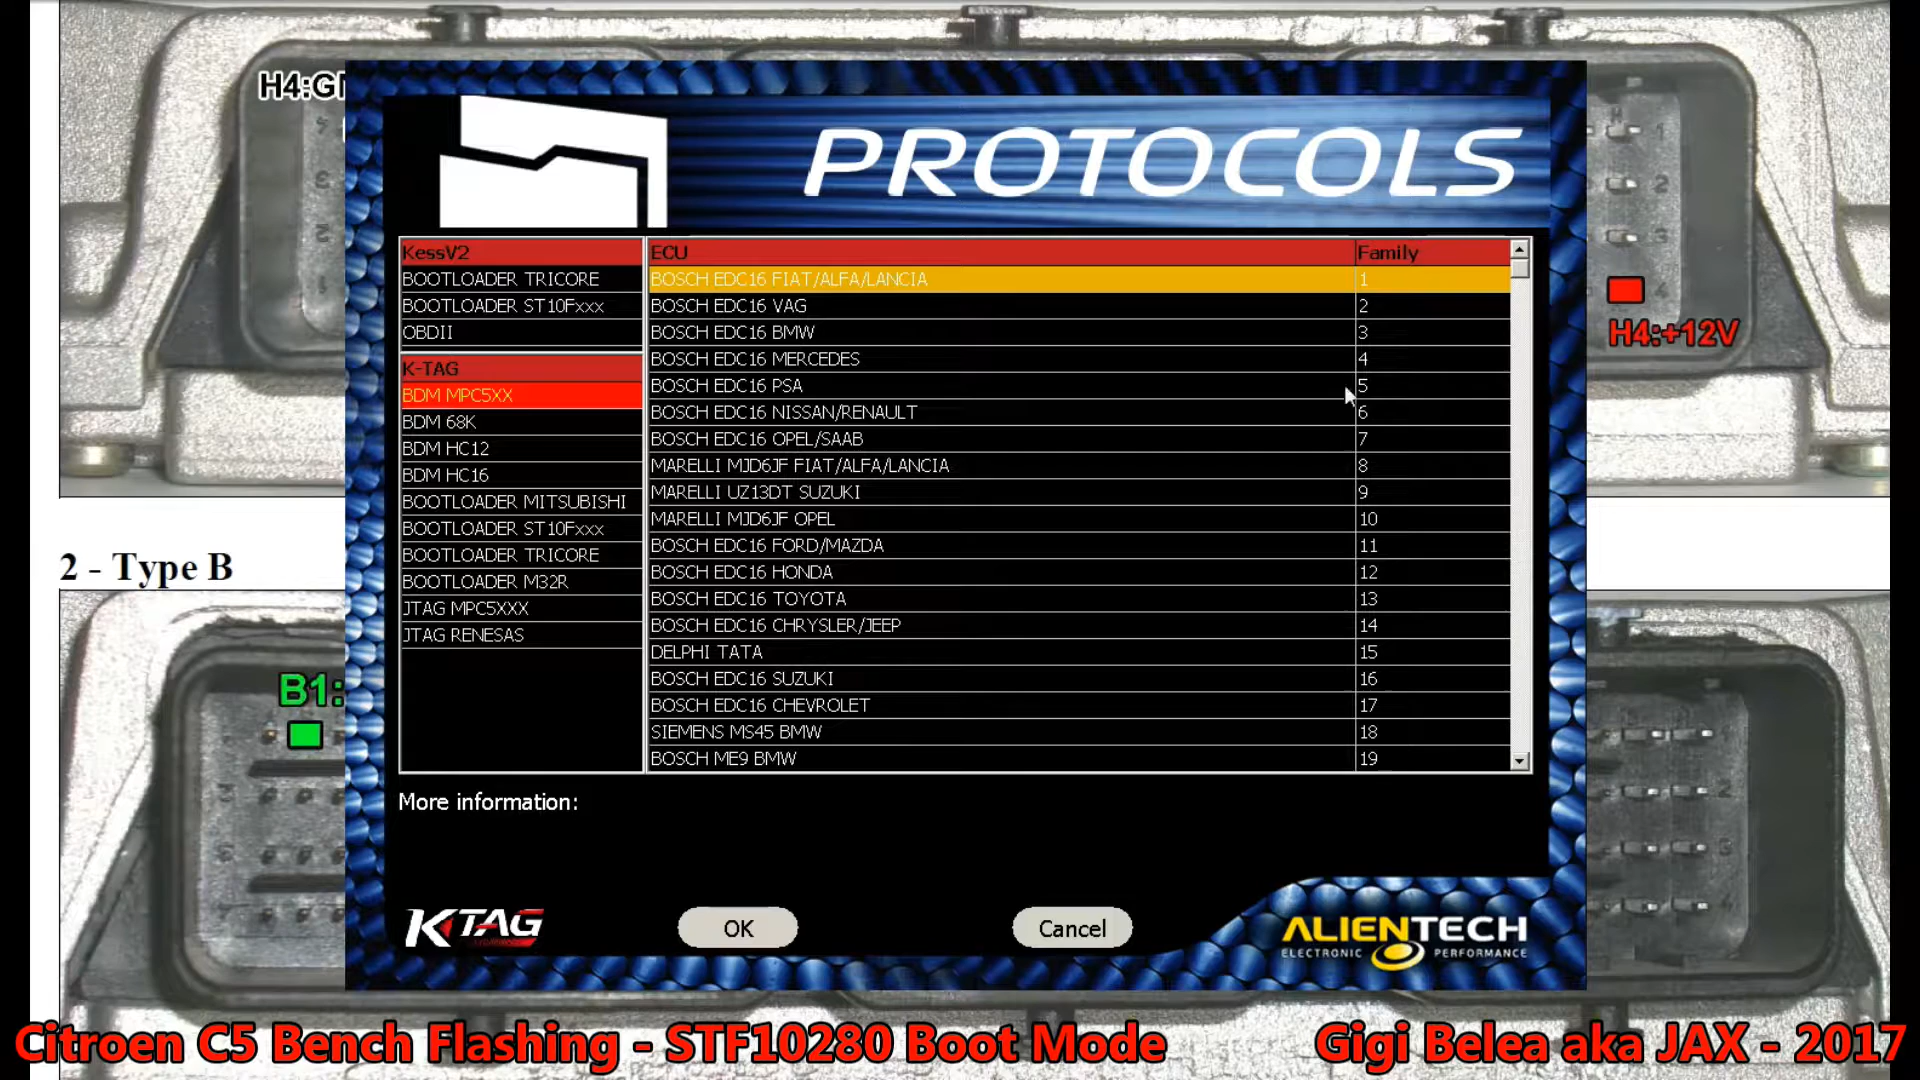 H4:G
PROTOCOLS
KessV2
BOOTLOADER TRICORE
BOOTLOADER ST10Fxxx
OBDII
K-TAG
BDM MPC5XX
BDM 68K
BDM HC12
BDM HC16
BOOTLOADER MITSUBISHI
BOOTLOADER ST10Fxxx
BOOTLOADER TRICORE
BOOTLOADER M32R
JTAG MPC5XXX
JTAG RENESAS
ECU Family
BOSCH EDC16 FIAT/ALFA/LANCIA 1
BOSCH EDC16 VAG 2
BOSCH EDC16 BMW 3
BOSCH EDC16 MERCEDES 4
BOSCH EDC16 PSA 5
BOSCH EDC16 NISSAN/RENAULT 6
BOSCH EDC16 OPEL/SAAB 7
MARELLI MJD6JF FIAT/ALFA/LANCIA 8
MARELLI UZ13DT SUZUKI 9
MARELLI MJD6JF OPEL 10
BOSCH EDC16 FORD/MAZDA 11
BOSCH EDC16 HONDA 12
BOSCH EDC16 TOYOTA 13
BOSCH EDC16 CHRYSLER/JEEP 14
DELPHI TATA 15
BOSCH EDC16 SUZUKI 16
BOSCH EDC16 CHEVROLET 17
SIEMENS MS45 BMW 18
BOSCH ME9 BMW 19
H4:+12V
2 - Type B
B1:
More information:
KTAG
OK
Cancel
ALIENTECH
ELECTRONIC PERFORMANCE
Citroen C5 Bench Flashing - STF10280 Boot Mode
Gigi Belea aka JAX - 2017